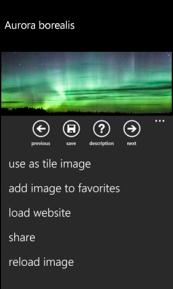 Aurora borealis
previous save description next
use as tile image
add image to favorites
load website
share
reload image